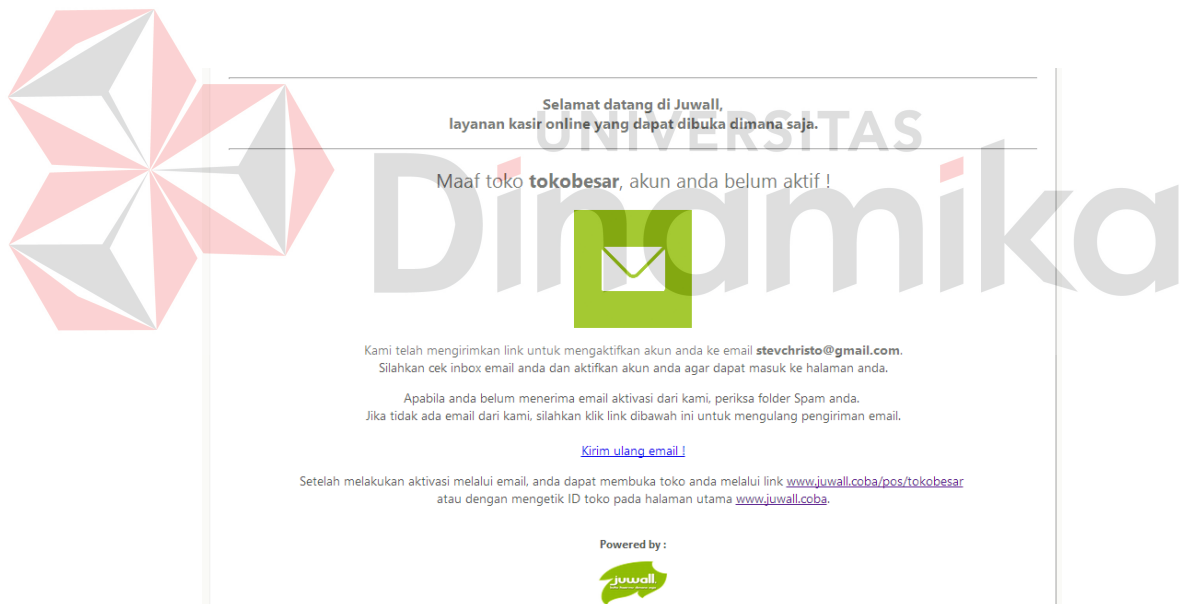 Selamat datang di Juwall,
layanan kasir online yang dapat dibuka dimana saja.
UNIVERSITAS
Dinamika
Maaf toko tokobesar, akun anda belum aktif !
Kami telah mengirimkan link untuk mengaktifkan akun anda ke email stevchristo@gmail.com.
Silahkan cek inbox email anda dan aktifkan akun anda agar dapat masuk ke halaman anda.
Apabila anda belum menerima email aktivasi dari kami, periksa folder Spam anda.
Jika tidak ada email dari kami, silahkan klik link dibawah ini untuk mengulang pengiriman email.
Kirim ulang email !
Setelah melakukan aktivasi melalui email, anda dapat membuka toko anda melalui link www.juwall.coba/pos/tokobesar
atau dengan mengetik ID toko pada halaman utama www.juwall.coba.
Powered by :
juwall